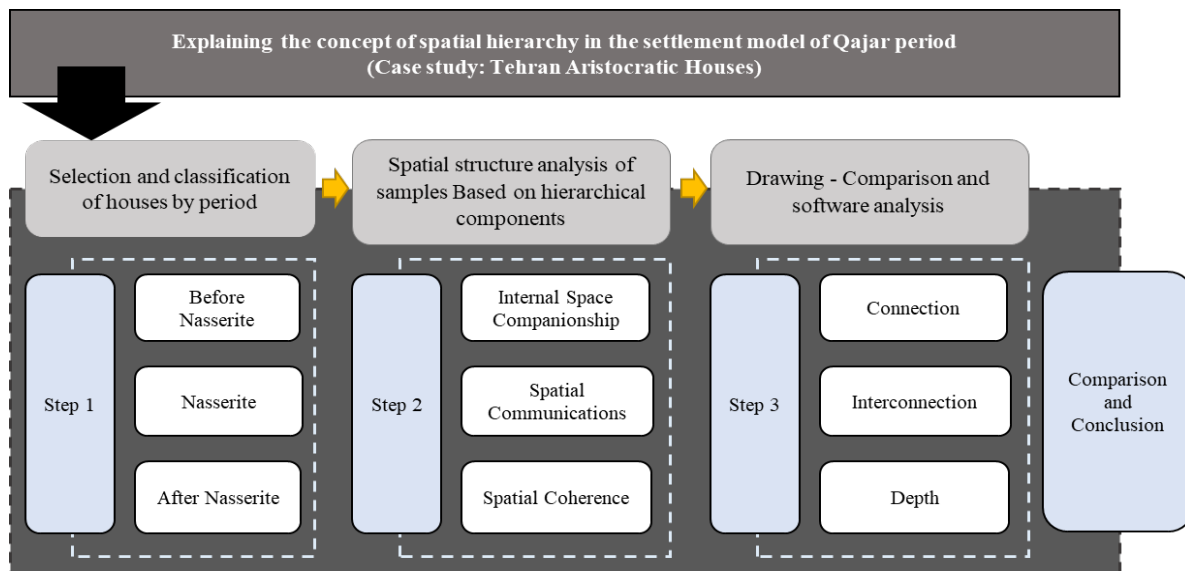 Explaining the concept of spatial hierarchy in the settlement model of Qajar period
(Case study: Tehran Aristocratic Houses)
Selection and classification
of houses by period
Spatial structure analysis of
samples Based on hierarchical
components
Drawing - Comparison and
software analysis
Step 1
Before
Nasserite
Nasserite
After Nasserite
Step 2
Internal Space
Companionship
Spatial
Communications
Spatial Coherence
Step 3
Connection
Interconnection
Depth
Comparison
and
Conclusion